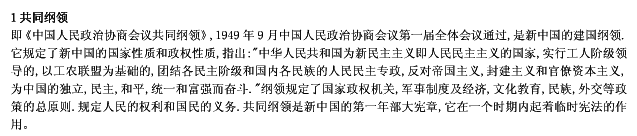 1 共同纲领
即《中国人民政治协商会议共同纲领》, 1949 年 9 月中国人民政治协商会议第一届全体会议通过, 是新中国的建国纲领.
它规定了新中国的国家性质和政权性质, 指出: "中华人民共和国为新民主主义即人民民主主义的国家, 实行工人阶级领
导的, 以工农联盟为基础的, 团结各民主阶级和国内各民族的人民民主专政, 反对帝国主义, 封建主义和官僚资本主义,
为中国的独立, 民主, 和平, 统一和富强而奋斗. "纲领规定了国家政权机关, 军事制度及经济, 文化教育, 民族, 外交等政
策的总原则. 规定人民的权利和国民的义务. 共同纲领是新中国的第一年部大宪章, 它在一个时期内起着临时宪法的作
用.